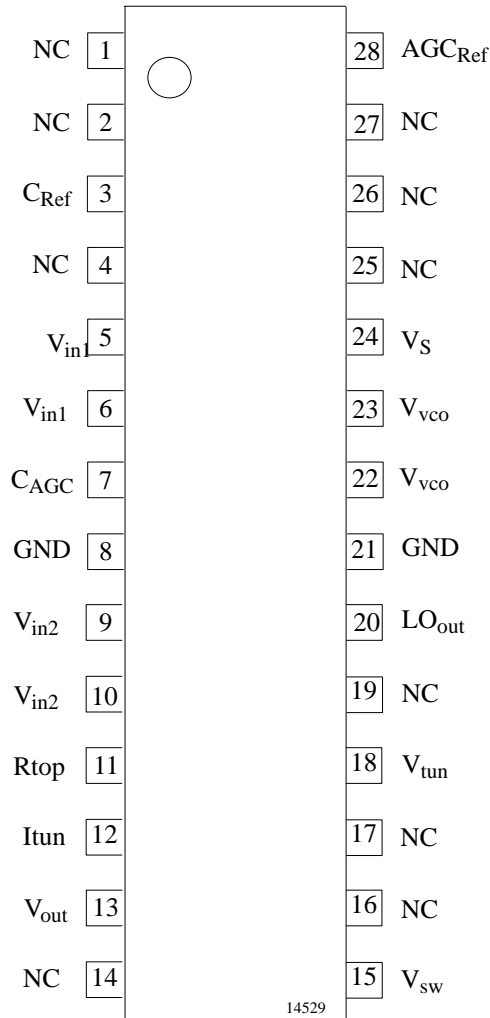 NC 1 28 AGCRef
NC 2 27 NC
CRef 3 26 NC
NC 4 25 NC
Vin1 5 24 VS
Vin1 6 23 Vvco
CAGC 7 22 Vvco
GND 8 21 GND
Vin2 9 20 LOout
Vin2 10 19 NC
Rtop 11 18 Vtun
Itun 12 17 NC
Vout 13 16 NC
NC 14 15 Vsw
14529